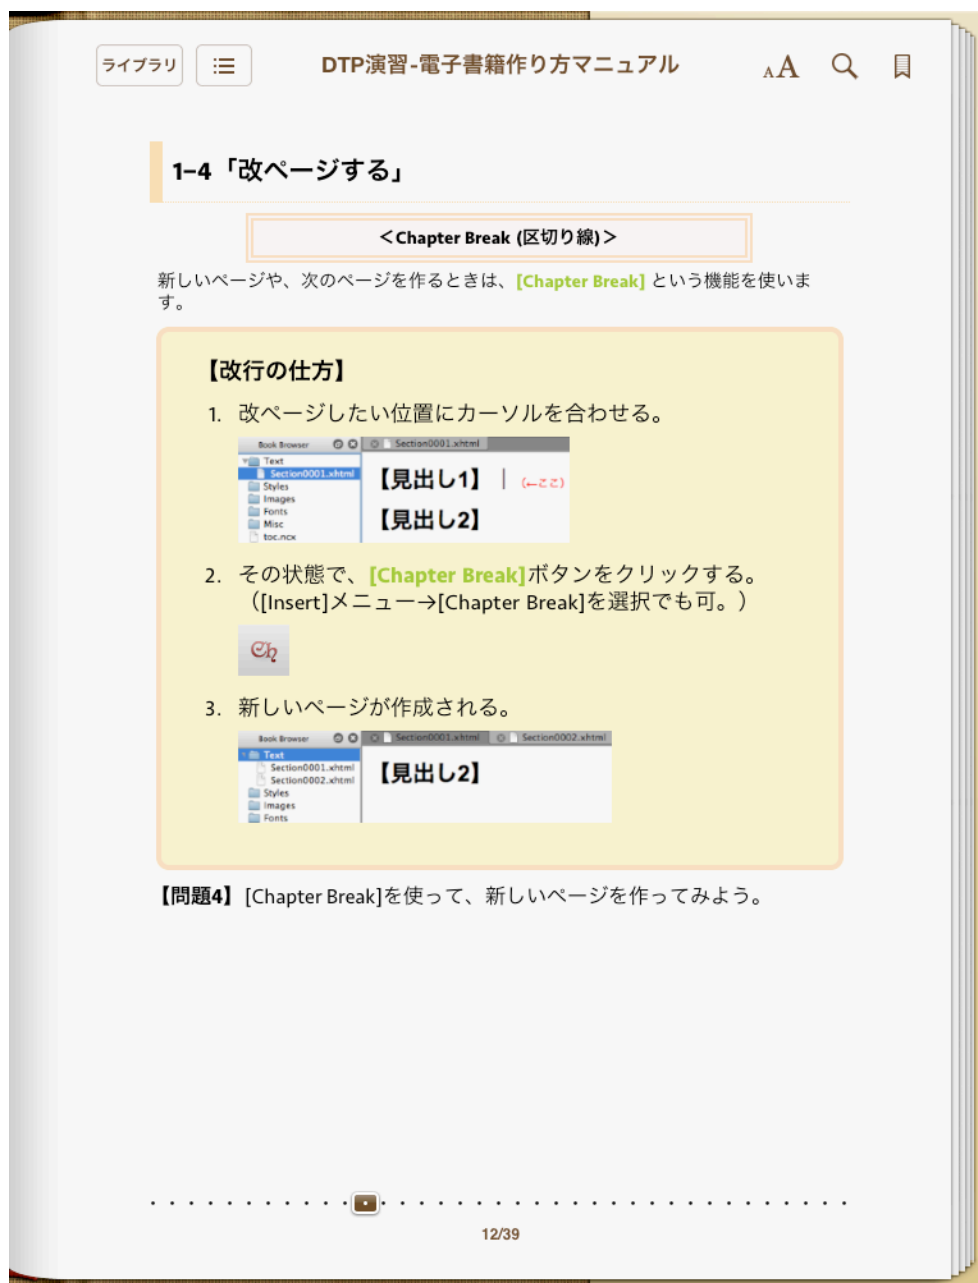 ライブラリ
DTP演習-電子書籍作り方マニュアル
AA
1-4「改ページする」
＜Chapter Break (区切り線)＞
新しいページや、次のページを作るときは、[Chapter Break] という機能を使いま
す。
【改行の仕方】
1. 改ページしたい位置にカーソルを合わせる。
Book Browser
Section0001.xhtml
Text
Section0001.xhtml
Styles
Images
Fonts
Misc
toc.ncx
【見出し1】 （←ここ）
【見出し2】
2. その状態で、[Chapter Break]ボタンをクリックする。
（[Insert]メニュー→[Chapter Break]を選択でも可。）
Ch
3. 新しいページが作成される。
Book Browser
Section0001.xhtml
Section0002.xhtml
Text
Section0001.xhtml
Section0002.xhtml
Styles
Images
Fonts
【見出し2】
【問題4】[Chapter Break]を使って、新しいページを作ってみよう。
12/39